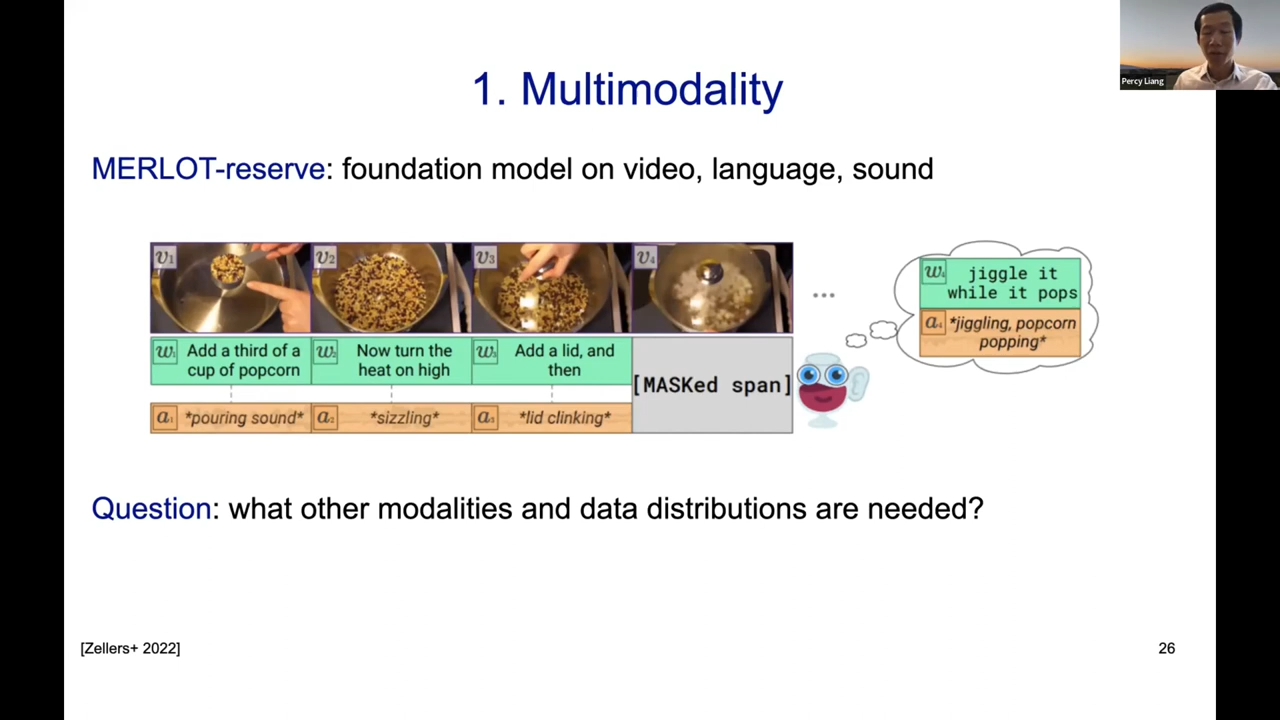 1. Multimodality
Percy Liang
MERLOT-reserve: foundation model on video, language, sound
v1
v2
v3
v4
w1 Add a third of a
cup of popcorn
w2 Now turn the
heat on high
w3 Add a lid, and
then
[MASKed span]
a1 *pouring sound*
a2 *sizzling*
a3 *lid clinking*
...
w4 jiggle it
while it pops
a4 *jiggling, popcorn
popping*
Question: what other modalities and data distributions are needed?
[Zellers+ 2022]
26